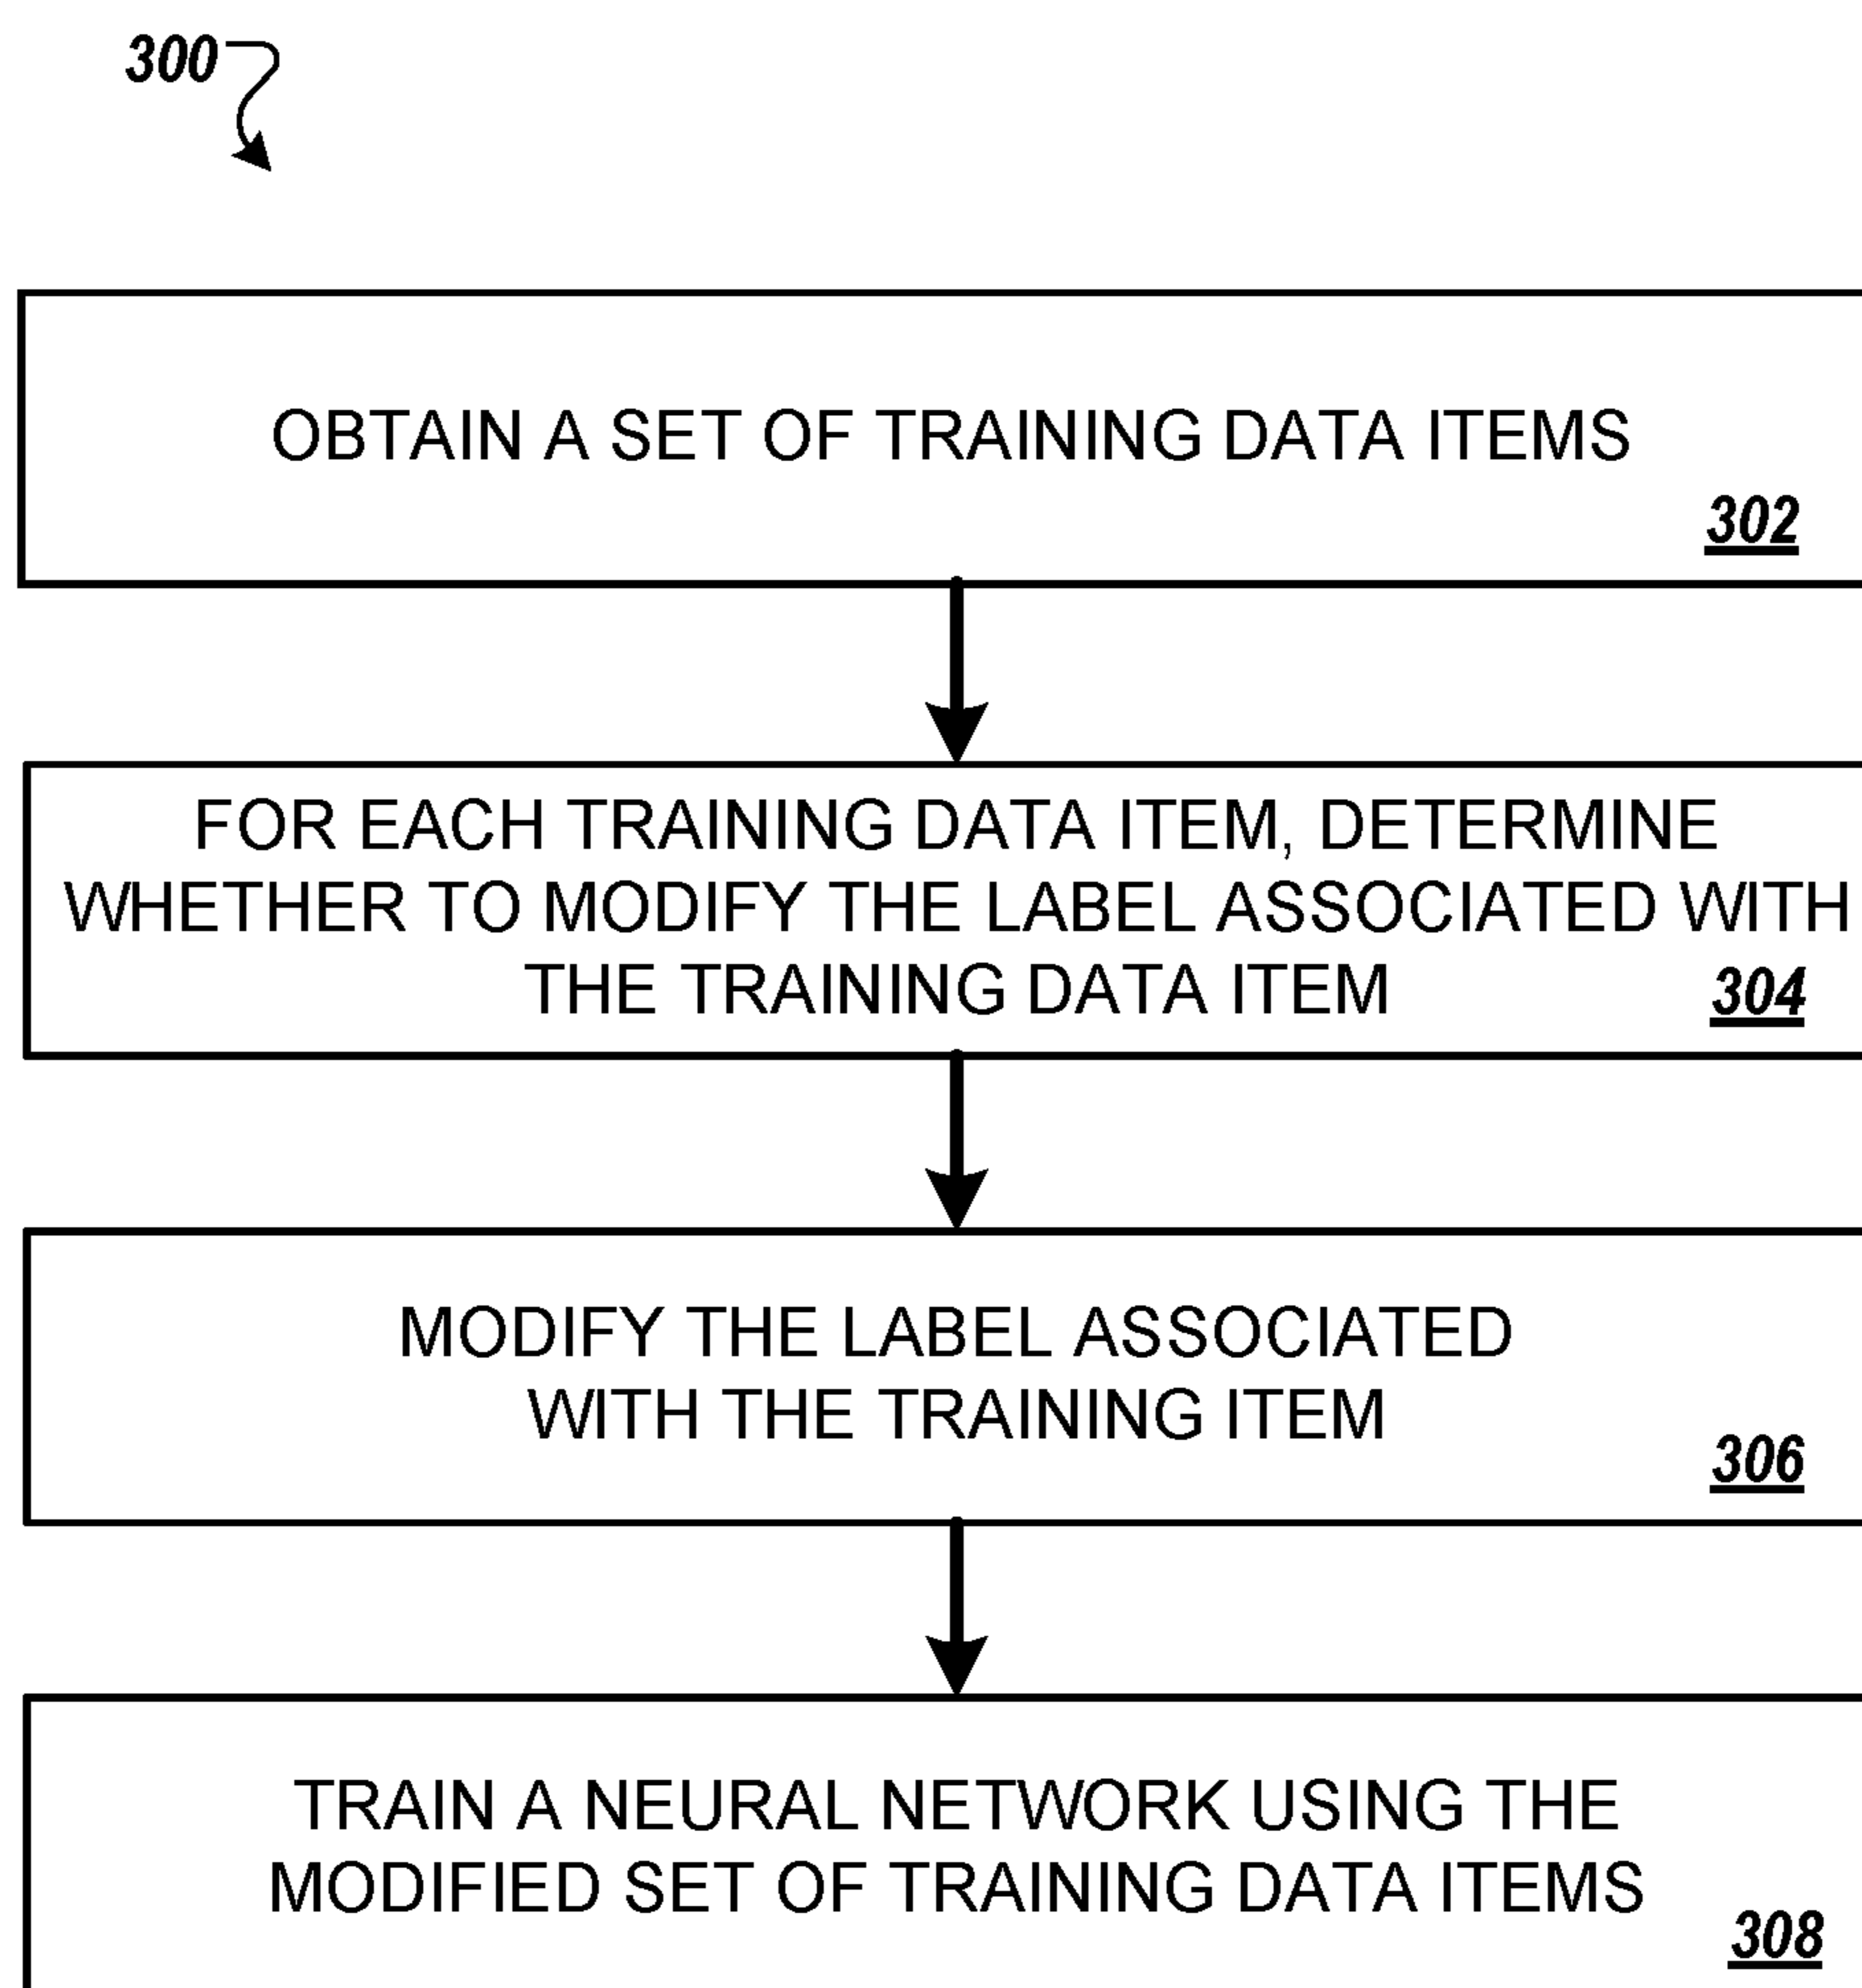 300
OBTAIN A SET OF TRAINING DATA ITEMS
302
FOR EACH TRAINING DATA ITEM, DETERMINE
WHETHER TO MODIFY THE LABEL ASSOCIATED WITH
THE TRAINING DATA ITEM
304
MODIFY THE LABEL ASSOCIATED
WITH THE TRAINING ITEM
306
TRAIN A NEURAL NETWORK USING THE
MODIFIED SET OF TRAINING DATA ITEMS
308